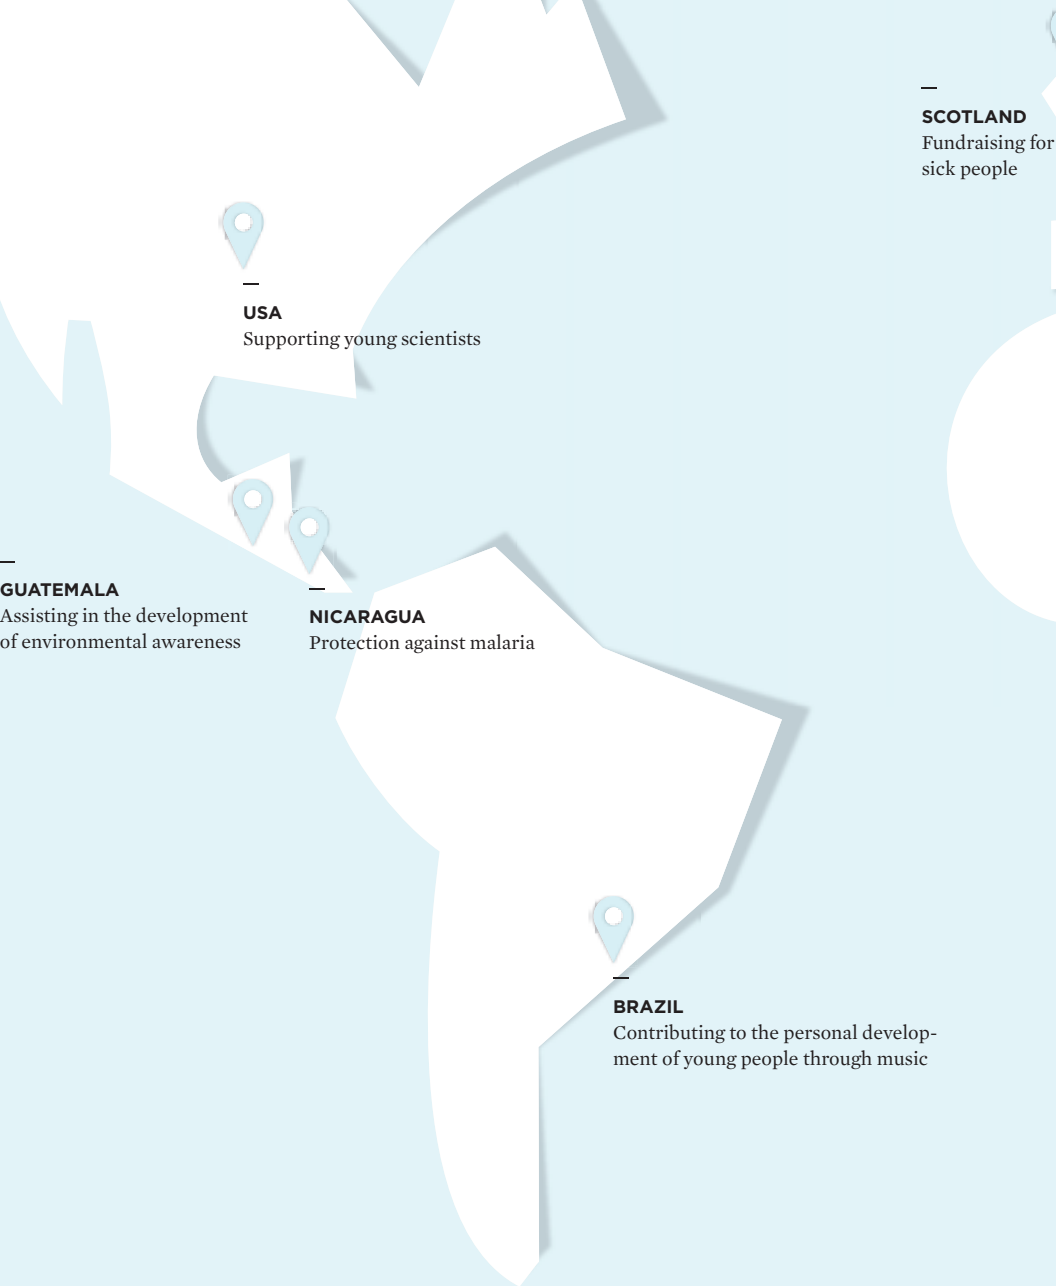 SCOTLAND
Fundraising for
sick people
USA
Supporting young scientists
GUATEMALA
Assisting in the development
of environmental awareness
NICARAGUA
Protection against malaria
BRAZIL
Contributing to the personal develop-
ment of young people through music